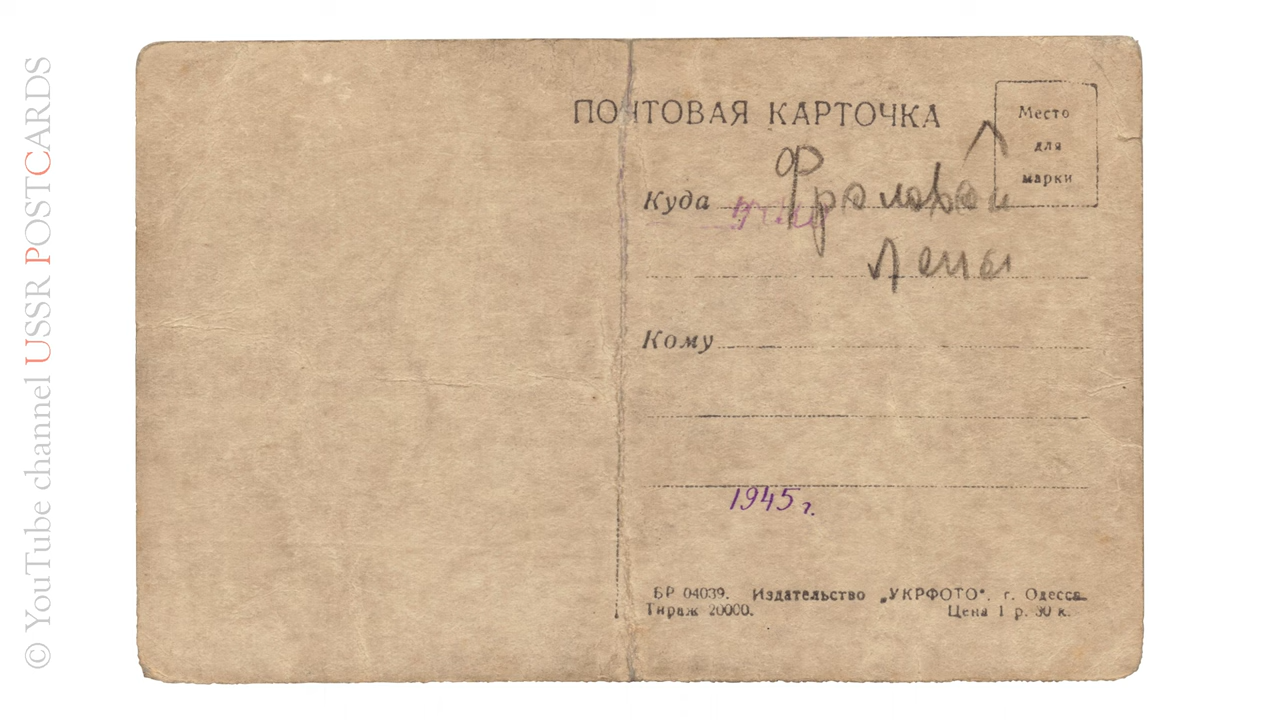 © YouTube channel USSR POSTCARDS
ПОЧТОВАЯ КАРТОЧКА
Место
для
марки
Куда
Фроловой
Лены
Кому
1945 г.
БР 04039. Издательство „УКРФОТО". г. Одесса
Тираж 20000. Цена 1 р. 30 к.